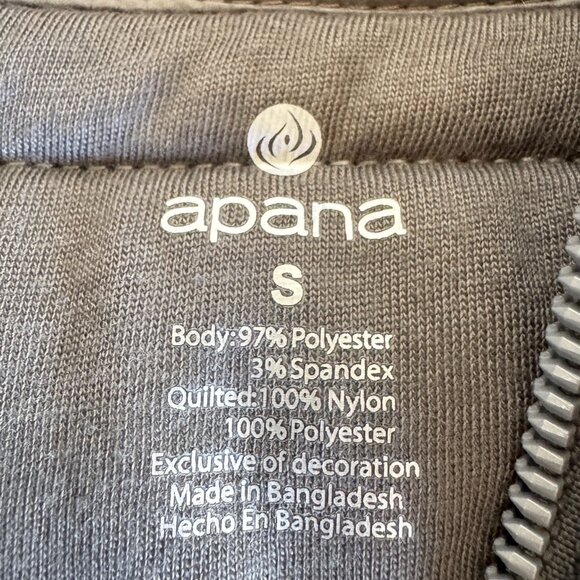 apana
S
Body:97% Polyester
3% Spandex
Quilted:100% Nylon
100% Polyester
Exclusive of decoration
Made in Bangladesh
Hecho En Bangladesh